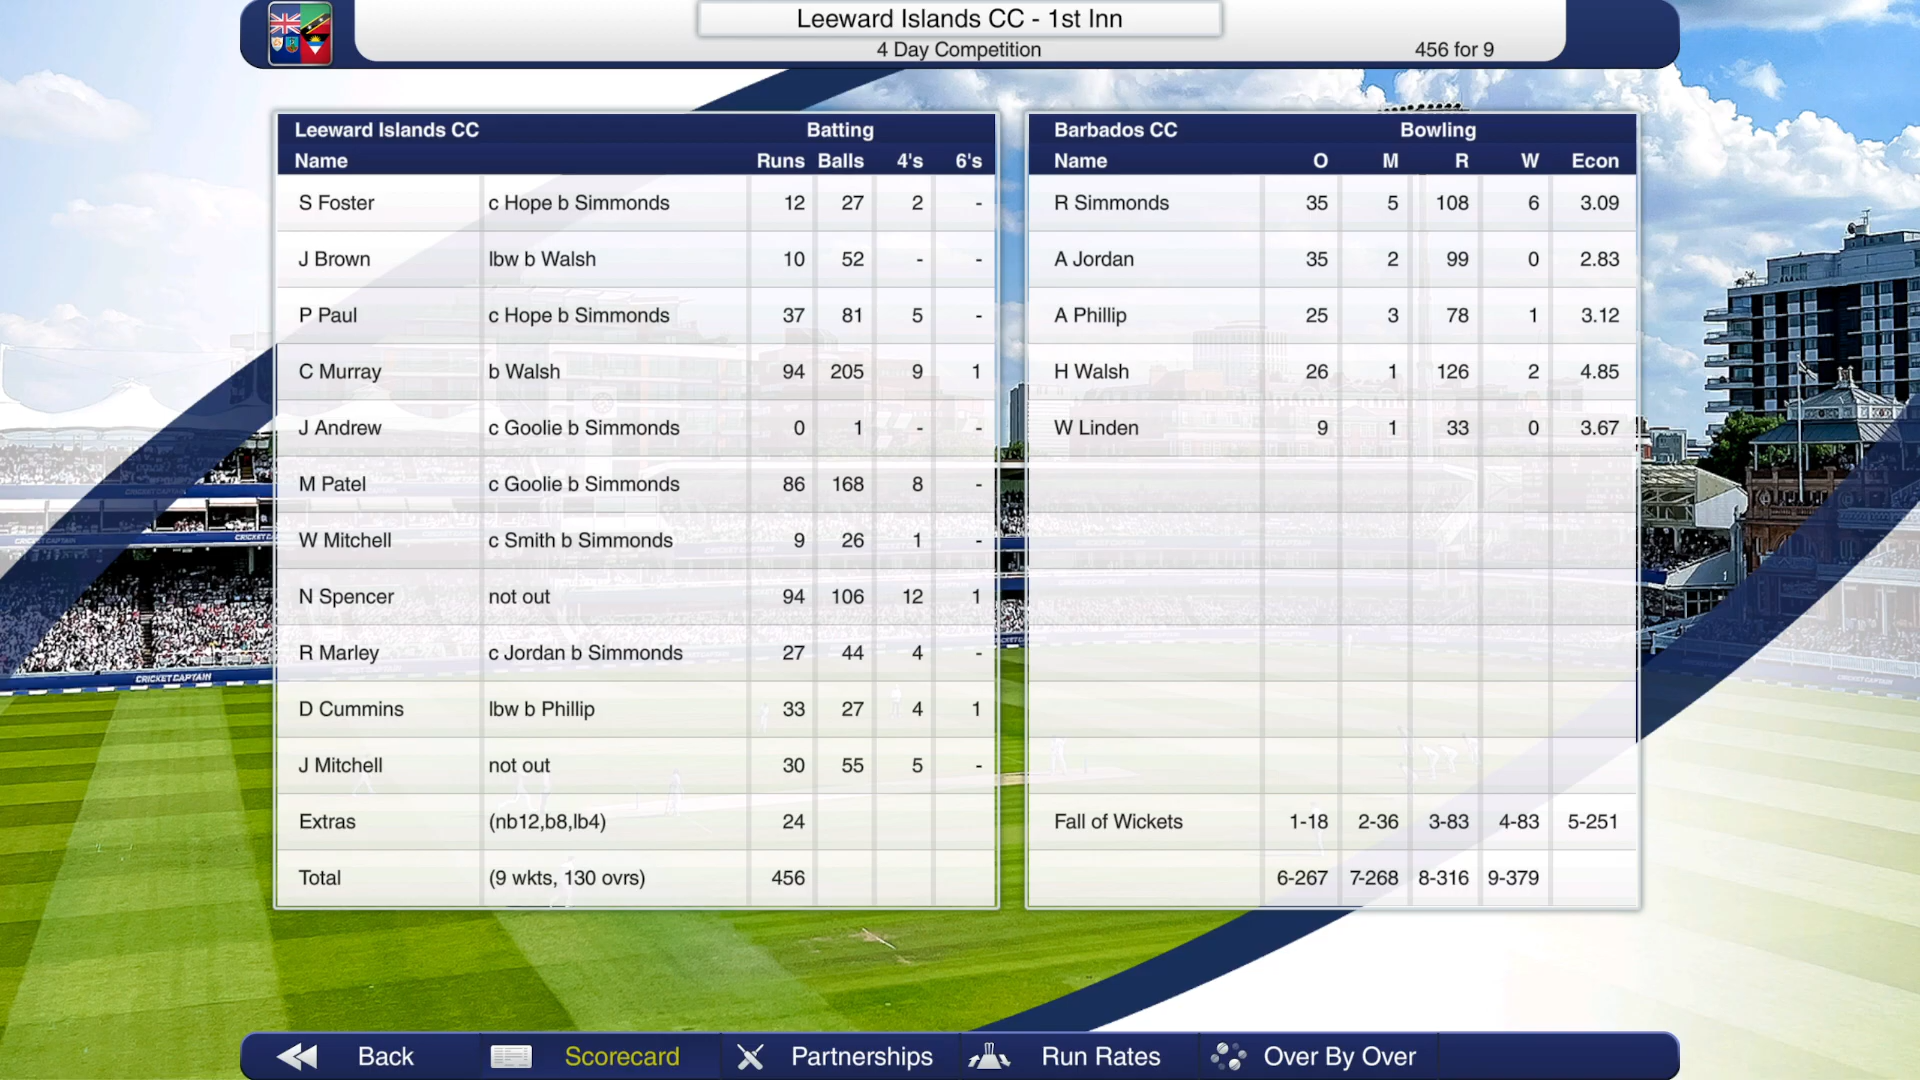 Leeward Islands CC - 1st Inn
4 Day Competition 456 for 9
Leeward Islands CC Batting
Name Runs Balls 4's 6's
S Foster c Hope b Simmonds 12 27 2 -
J Brown lbw b Walsh 10 52 - -
P Paul c Hope b Simmonds 37 81 5 -
C Murray b Walsh 94 205 9 1
J Andrew c Goolie b Simmonds 0 1 - -
M Patel c Goolie b Simmonds 86 168 8 -
W Mitchell c Smith b Simmonds 9 26 1 -
N Spencer not out 94 106 12 1
R Marley c Jordan b Simmonds 27 44 4 -
D Cummins lbw b Phillip 33 27 4 1
J Mitchell not out 30 55 5 -
Extras (nb12,b8,lb4) 24
Total (9 wkts, 130 ovrs) 456
Barbados CC Bowling
Name O M R W Econ
R Simmonds 35 5 108 6 3.09
A Jordan 35 2 99 0 2.83
A Phillip 25 3 78 1 3.12
H Walsh 26 1 126 2 4.85
W Linden 9 1 33 0 3.67
Fall of Wickets 1-18 2-36 3-83 4-83 5-251
6-267 7-268 8-316 9-379
CRICKET CAPTAIN
Back Scorecard Partnerships Run Rates Over By Over